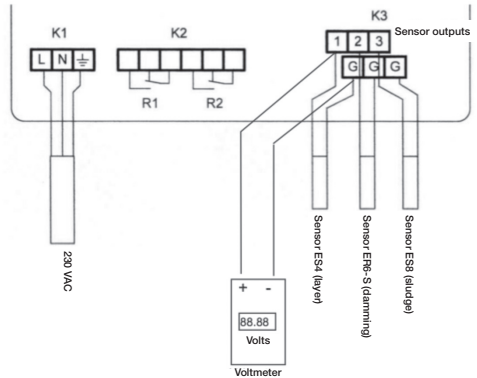 K1
K2
K3
Sensor outputs
L N
1 2 3
G G G
R1
R2
230 VAC
Sensor ES4 (layer)
Sensor ER6-S (damming)
Sensor ES8 (sludge)
+ -
88.88
Volts
Voltmeter